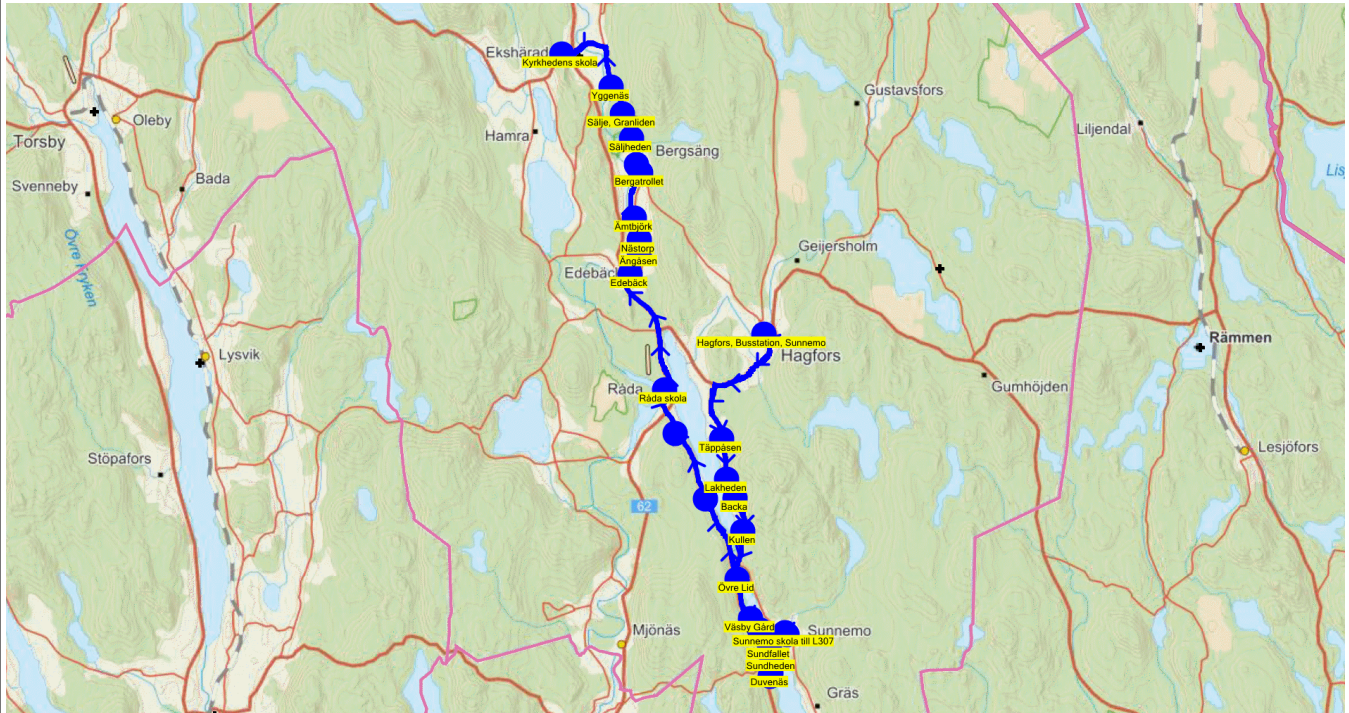 Ekshärad
Kyrkhedens skola
Yggenäs
Gustavsfors
Oleby
Sälje, Granliden
Liljendal
Hamra
Torsby
Säljheden
Bergsäng
Bada
Bergatrollet
Svenneby
Ämtbjörk
Övre Fryken
Nästorp
Geijersholm
Ängåsen
Edebäck
Edebäck
Rämmen
Hagfors, Busstation, Sunnemo
Lysvik
Hagfors
Gumhöjden
Råda
Råda skola
Täppåsen
Lesjöfors
Stöpafors
Lakheden
62
Backa
Kullen
Övre Lid
Väsby Gård
Mjönäs
Sunnemo
Sunnemo skola till L307
Sundfallet
Sundheden
Duvenäs
Gräs